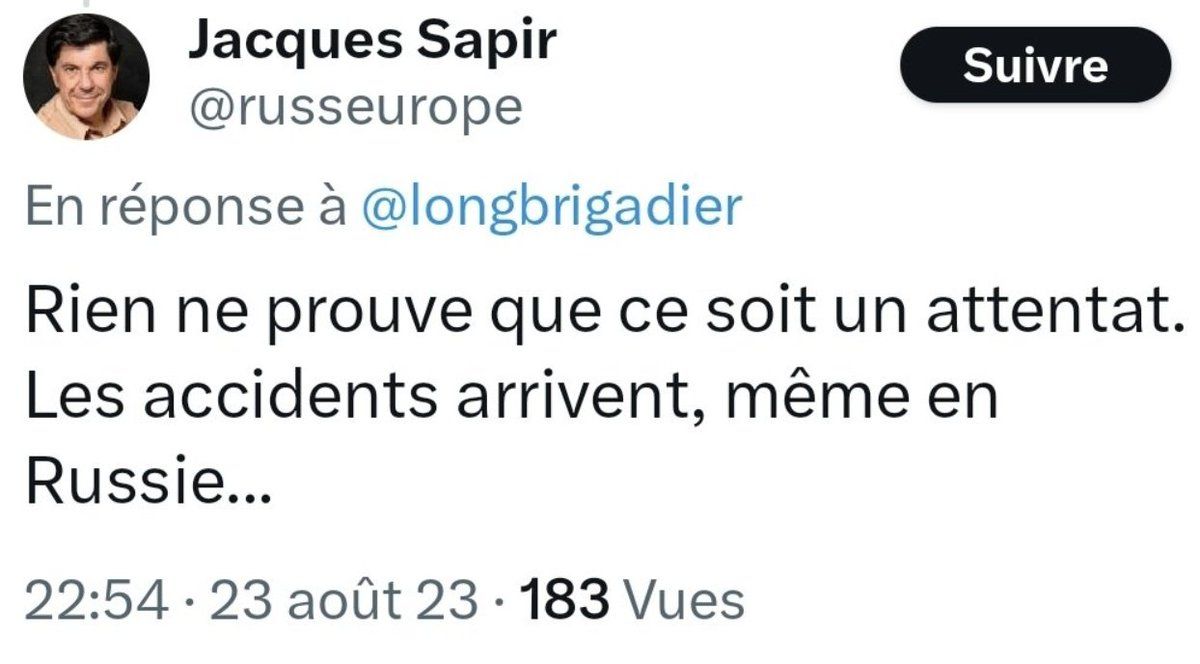 Jacques Sapir
Suivre
@russeurope
En réponse à @longbrigadier
Rien ne prouve que ce soit un attentat.
Les accidents arrivent, même en
Russie...
22:54 · 23 août 23 · 183 Vues